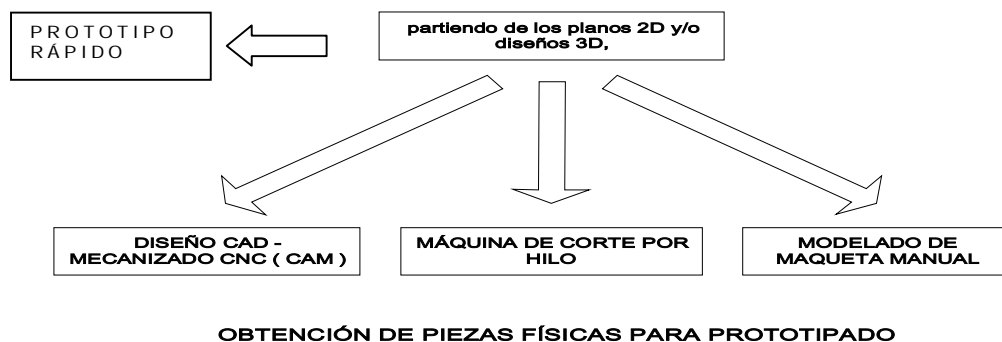 PROTOTIPO
RÁPIDO
partiendo de los planos 2D y/o
diseños 3D,
DISEÑO CAD -
MECANIZADO CNC ( CAM )
MÁQUINA DE CORTE POR
HILO
MODELADO DE
MAQUETA MANUAL
OBTENCIÓN DE PIEZAS FÍSICAS PARA PROTOTIPADO